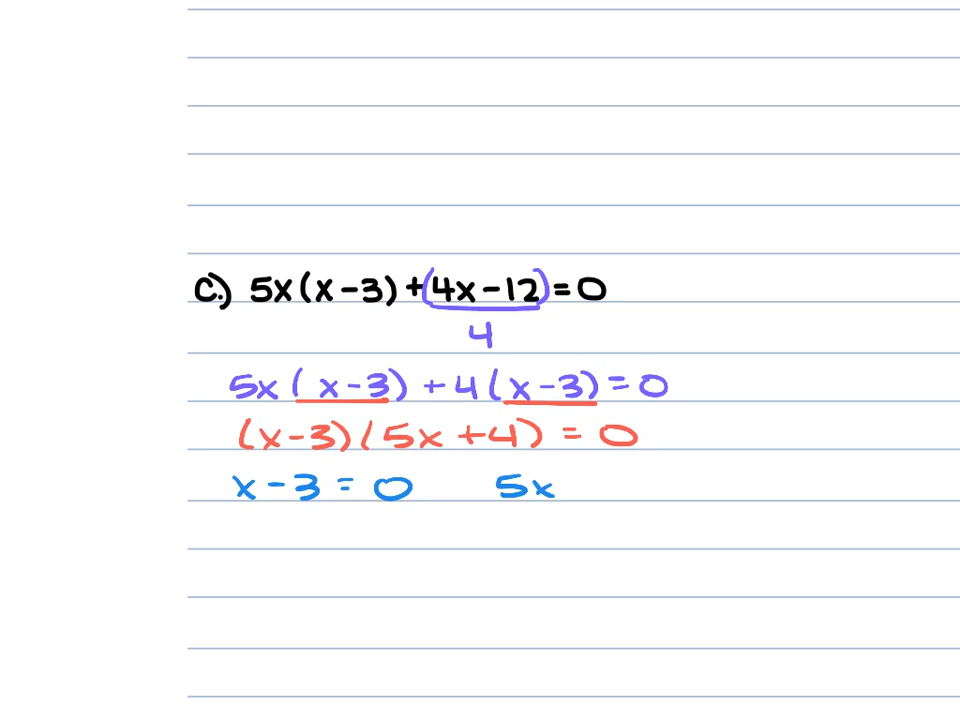 c.) 5x(x-3)+(4x-12)=0
4
5x(x-3)+4(x-3)=0
(x-3)(5x+4)=0
x-3=0 5x